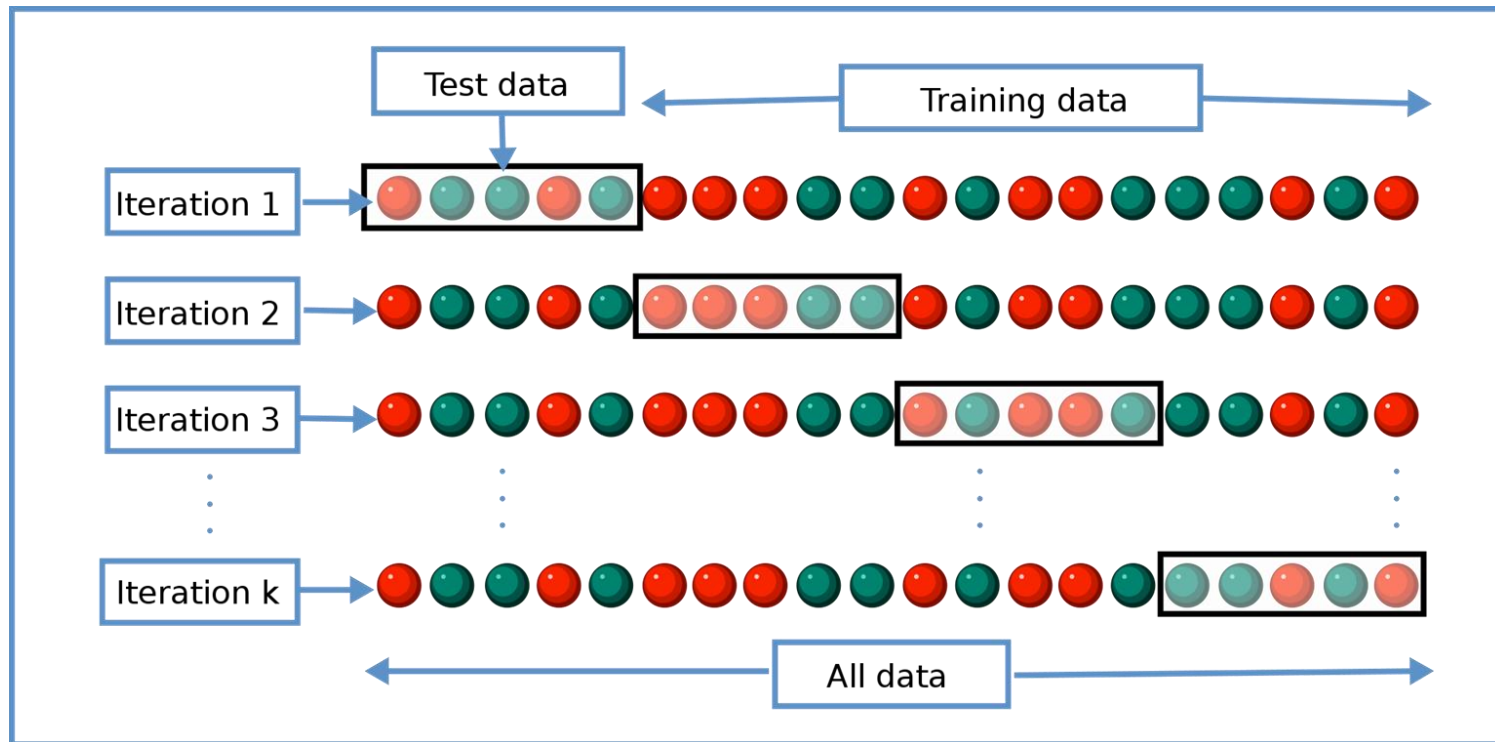 Test data
Training data
Iteration 1
Iteration 2
Iteration 3
Iteration k
All data